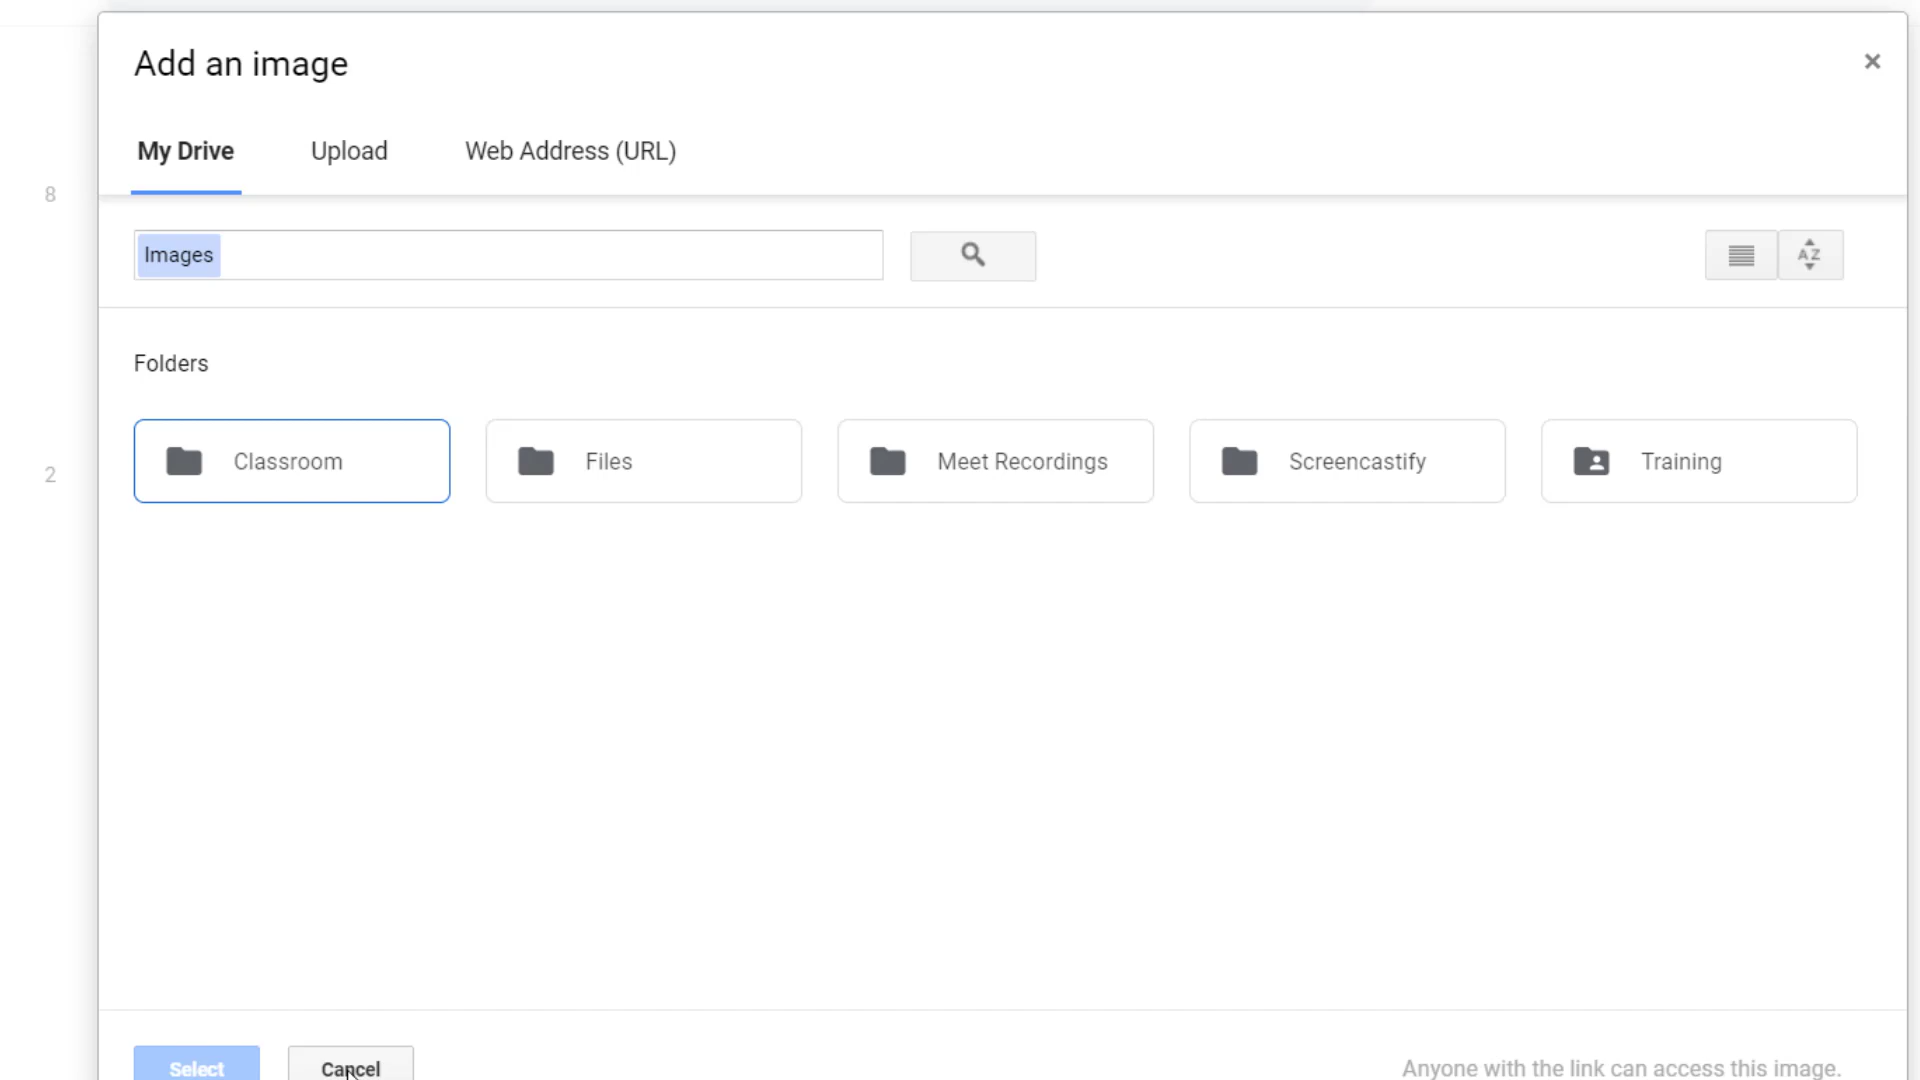 Add an image
×
My Drive Upload Web Address (URL)
8
Images
AZ
Folders
Classroom Files Meet Recordings Screencastify Training
2
Select Cancel Anyone with the link can access this image.